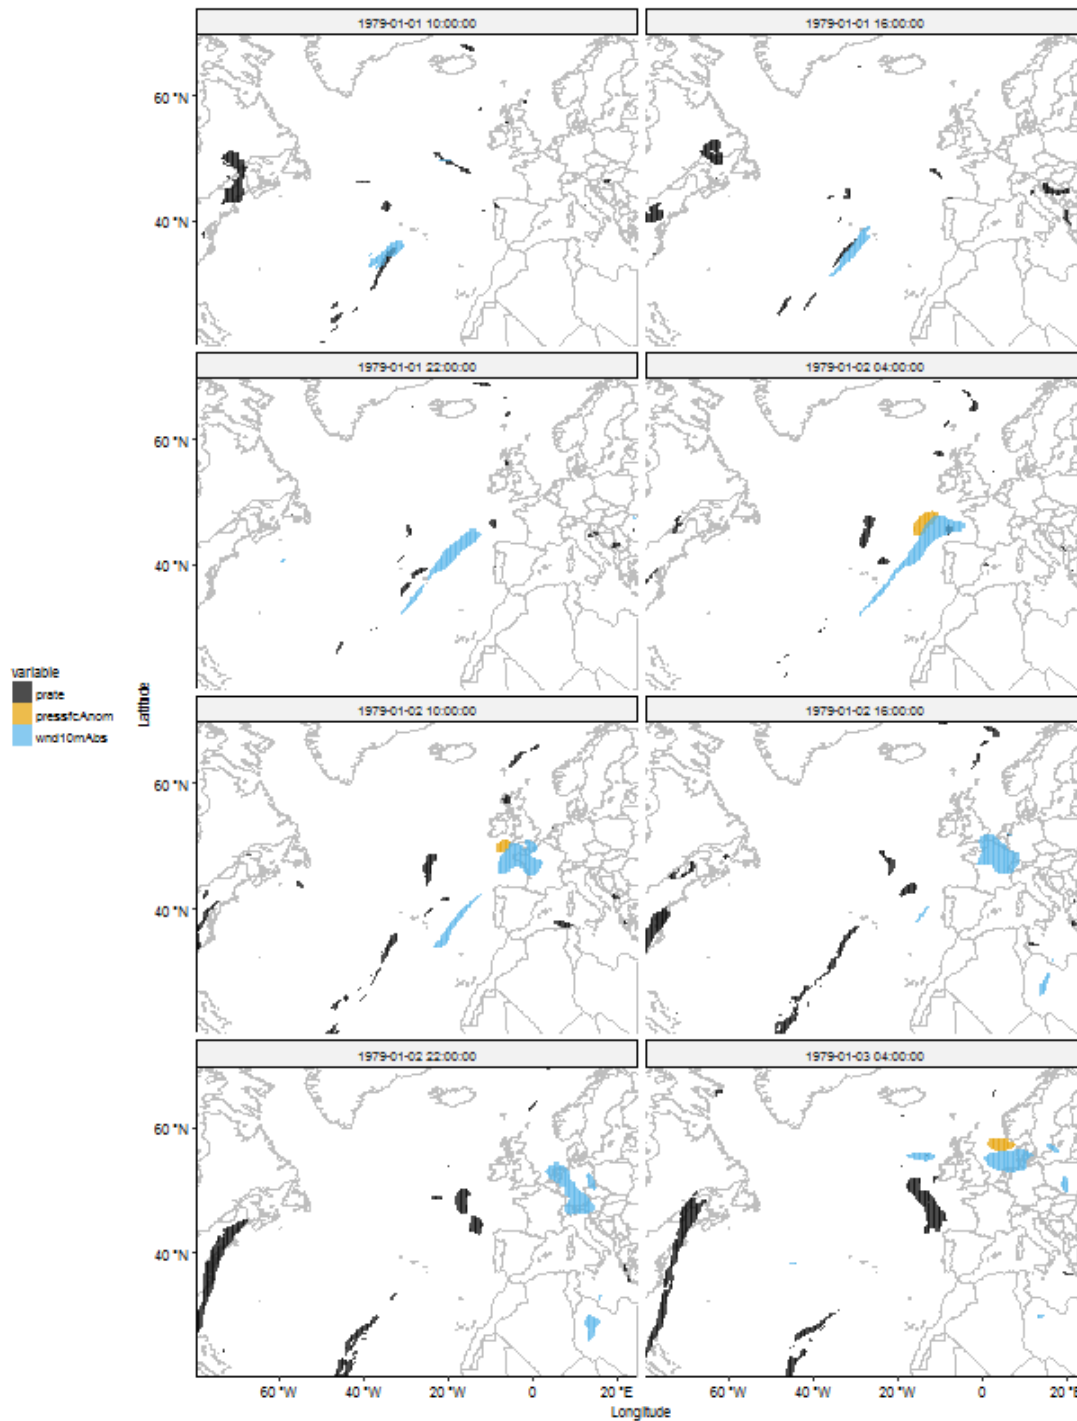 1979-01-01 10:00:00
1979-01-01 16:00:00
60 °N
40 °N
1979-01-01 22:00:00
1979-01-02 04:00:00
60 °N
40 °N
variable
prate
pressfcAnom
wnd10mAbs
Latitude
1979-01-02 10:00:00
1979-01-02 16:00:00
60 °N
40 °N
1979-01-02 22:00:00
1979-01-03 04:00:00
60 °N
40 °N
60 °W
40 °W
20 °W
0
20 °E
60 °W
40 °W
20 °W
0
20 °E
Longitude